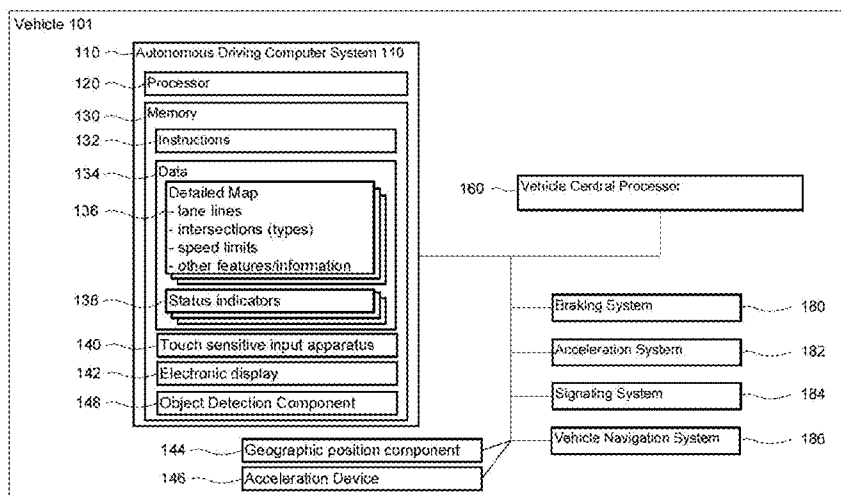 Vehicle 101
110
Autonomous Driving Computer System 110
120
Processor
130
Memory
132
Instructions
134
Data
136
Detailed Map
- lane lines
- intersections (types)
- speed limits
- other features/information
138
Status indicators
140
Touch sensitive input apparatus
142
Electronic display
148
Object Detection Component
144
Geographic position component
146
Acceleration Device
160
Vehicle Central Processor
Braking System
180
Acceleration System
182
Signaling System
184
Vehicle Navigation System
186